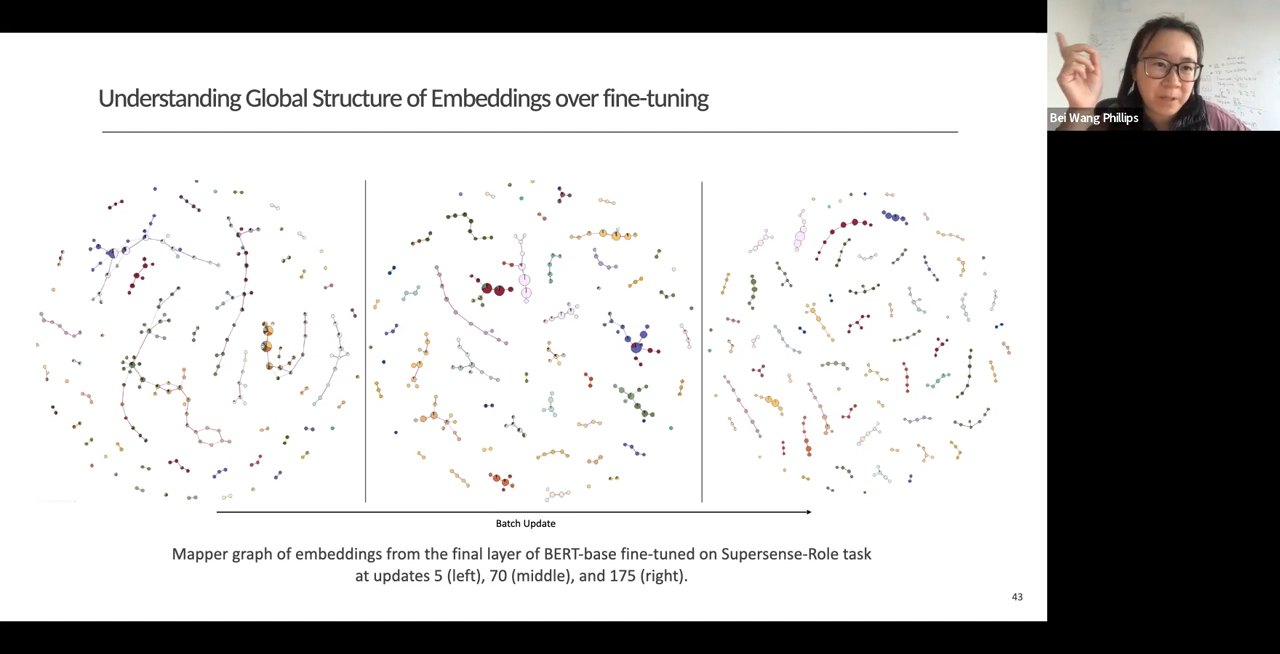 Understanding Global Structure of Embeddings over fine-tuning
Bei Wang Phillips
Batch Update
Mapper graph of embeddings from the final layer of BERT-base fine-tuned on Supersense-Role task
at updates 5 (left), 70 (middle), and 175 (right).
43